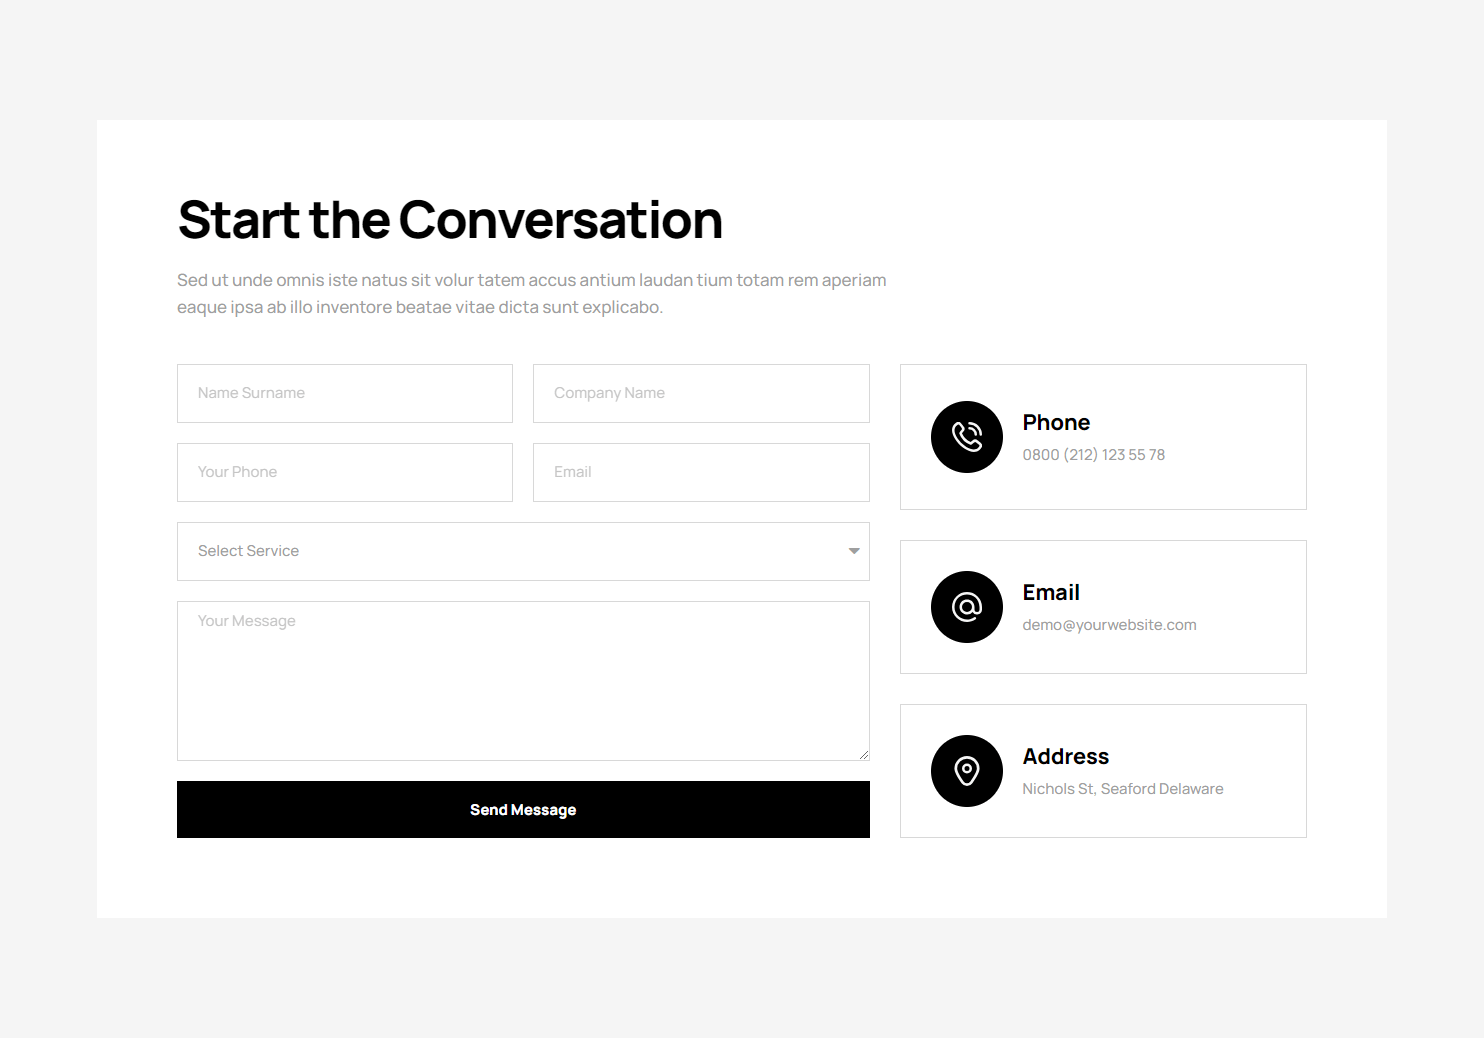 Start the Conversation
Sed ut unde omnis iste natus sit volur tatem accus antium laudan tium totam rem aperiam
eaque ipsa ab illo inventore beatae vitae dicta sunt explicabo.
Name Surname
Company Name
Your Phone
Email
Select Service
Your Message
Send Message
Phone
0800 (212) 123 55 78
Email
demo@yourwebsite.com
Address
Nichols St, Seaford Delaware